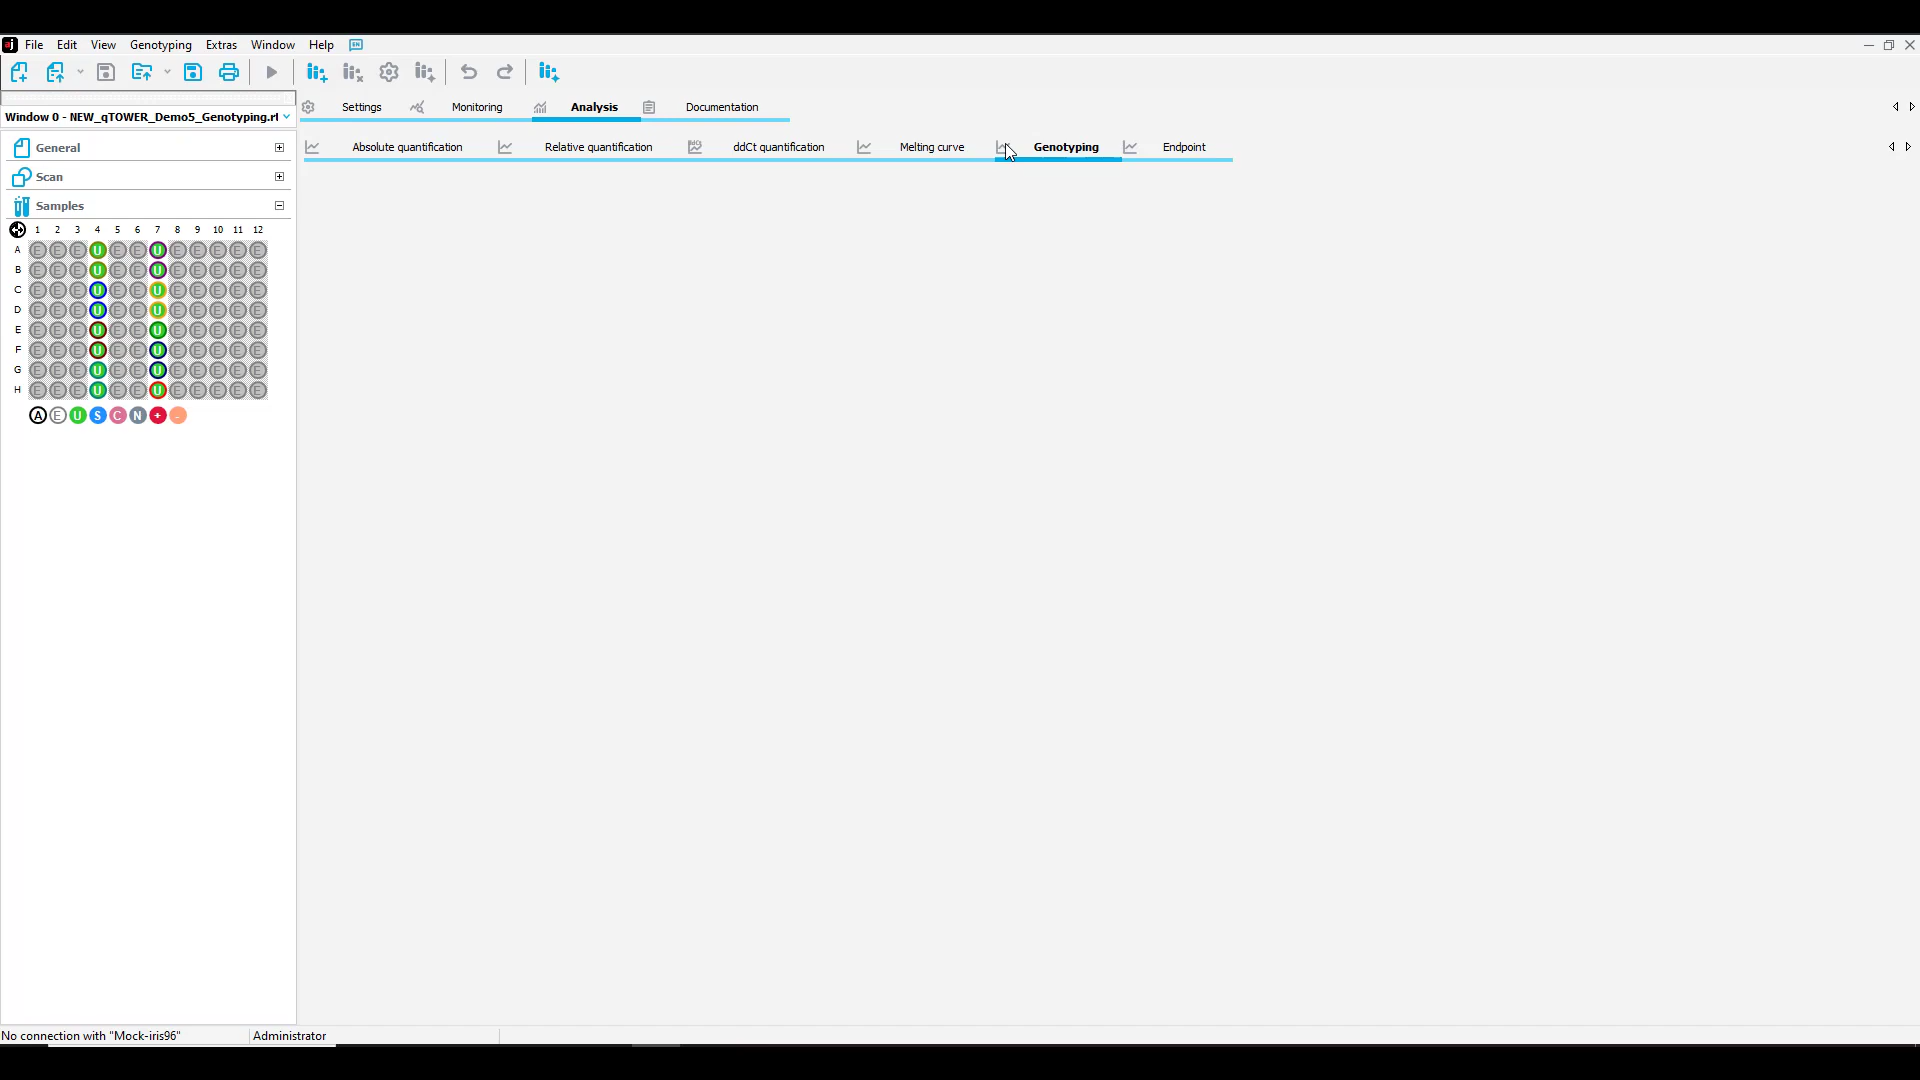 File Edit View Genotyping Extras Window Help EN
Settings Monitoring Analysis Documentation
Window 0 - NEW_qTOWER_Demo5_Genotyping.rl
Absolute quantification Relative quantification ddCt quantification Melting curve Genotyping Endpoint
General
Scan
Samples
1 2 3 4 5 6 7 8 9 10 11 12
A E E E U E E U E E E E E
B E E E U E E U E E E E E
C E E E U E E U E E E E E
D E E E U E E U E E E E E
E E E E U E E U E E E E E
F E E E U E E U E E E E E
G E E E U E E U E E E E E
H E E E U E E U E E E E E
A E U S C N + -
No connection with "Mock-iris96" Administrator